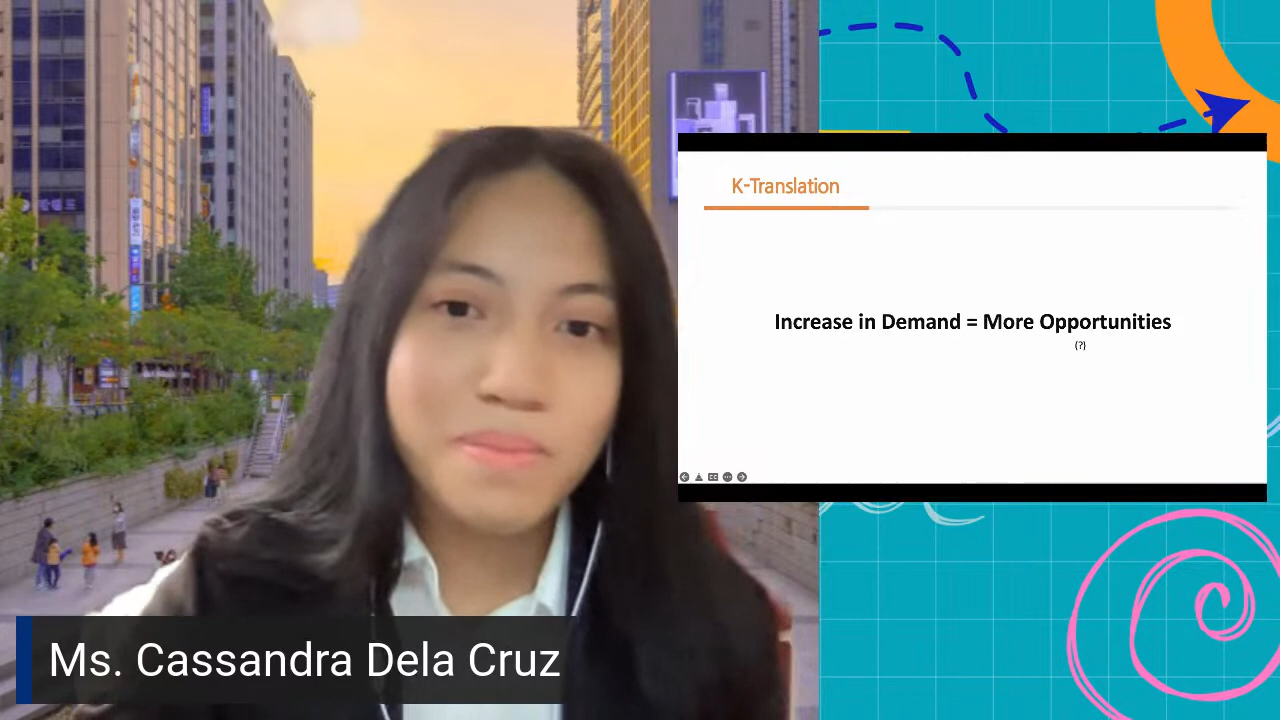 K-Translation
Increase in Demand = More Opportunities
(?)
Ms. Cassandra Dela Cruz